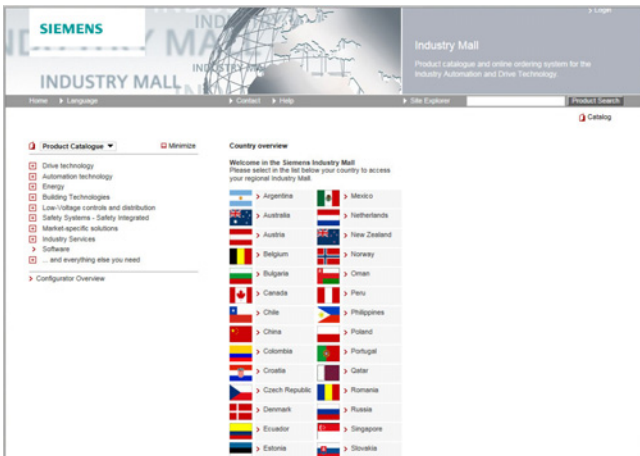 > Login
SIEMENS
INDUSTRY MALL
Industry Mall
Product catalogue and online ordering system for the
Industry Automation and Drive Technology.
Home > Language > Contact > Help > Site Explorer Product Search
Catalog
Product Catalogue Minimize
Drive technology
Automation technology
Energy
Building Technologies
Low-Voltage controls and distribution
Safety Systems - Safety Integrated
Market-specific solutions
Industry Services
> Software
... and everything else you need
> Configurator Overview
Country overview
Welcome in the Siemens Industry Mall
Please select in the list below your country to access
your regional Industry Mall.
> Argentina > Mexico
> Australia > Netherlands
> Austria > New Zealand
> Belgium > Norway
> Bulgaria > Oman
> Canada > Peru
> Chile > Philippines
> China > Poland
> Colombia > Portugal
> Croatia > Qatar
> Czech Republic > Romania
> Denmark > Russia
> Ecuador > Singapore
> Estonia > Slovakia